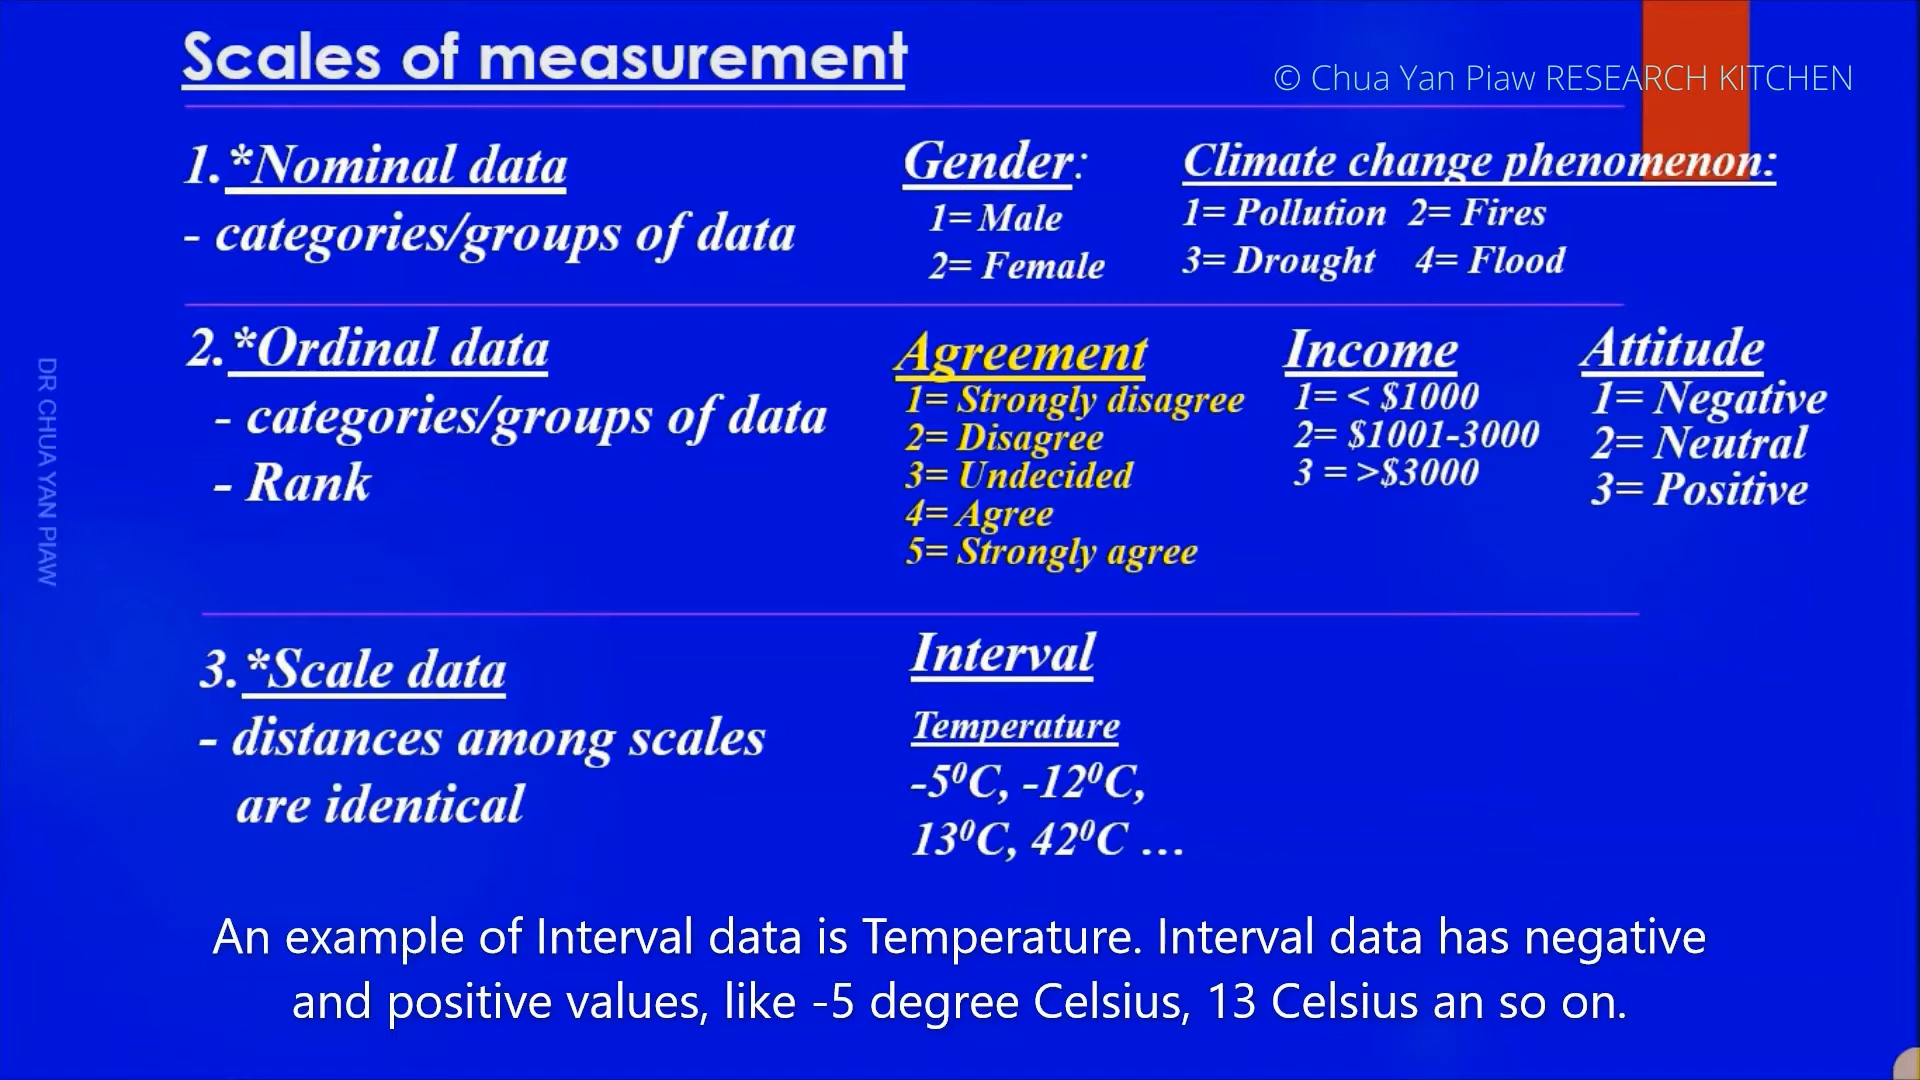 Scales of measurement
© Chua Yan Piaw RESEARCH KITCHEN
1.*Nominal data
- categories/groups of data
Gender:
1= Male
2= Female
Climate change phenomenon:
1= Pollution 2= Fires
3= Drought 4= Flood
2.*Ordinal data
- categories/groups of data
- Rank
Agreement
1= Strongly disagree
2= Disagree
3= Undecided
4= Agree
5= Strongly agree
Income
1= < $1000
2= $1001-3000
3 = >$3000
Attitude
1= Negative
2= Neutral
3= Positive
DR CHUA YAN PIAW
3.*Scale data
- distances among scales
are identical
Interval
Temperature
-5⁰C, -12⁰C,
13⁰C, 42⁰C ...
An example of Interval data is Temperature. Interval data has negative
and positive values, like -5 degree Celsius, 13 Celsius an so on.